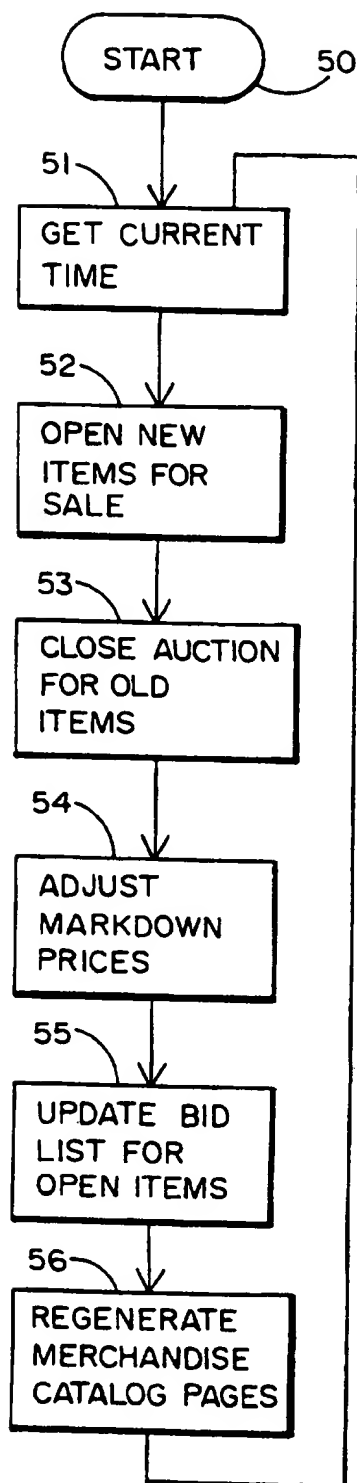 START
50
51
GET CURRENT
TIME
52
OPEN NEW
ITEMS FOR
SALE
53
CLOSE AUCTION
FOR OLD
ITEMS
54
ADJUST
MARKDOWN
PRICES
55
UPDATE BID
LIST FOR
OPEN ITEMS
56
REGENERATE
MERCHANDISE
CATALOG PAGES